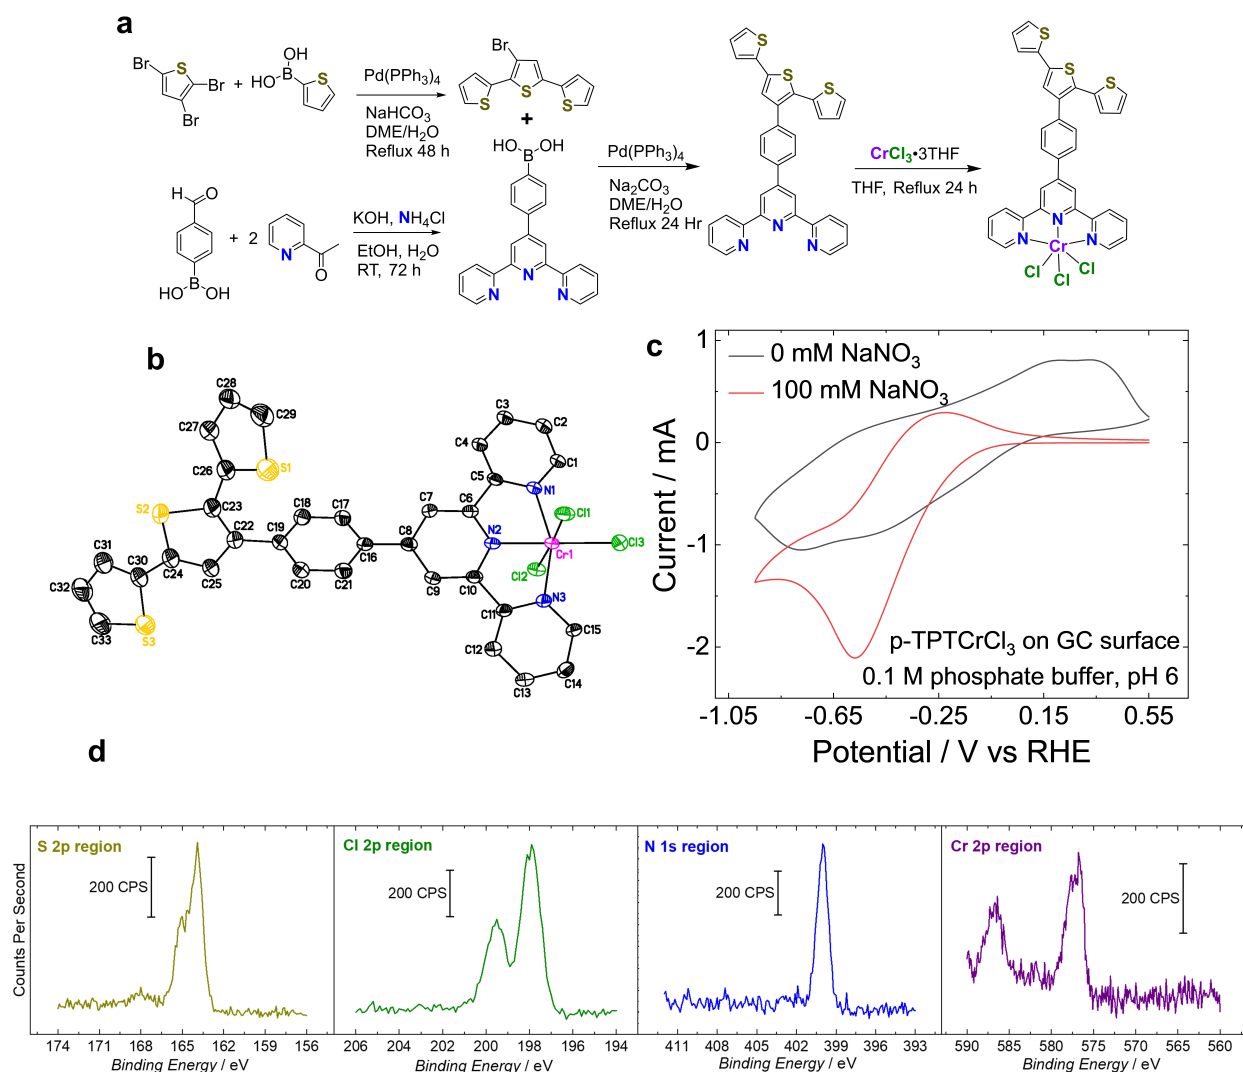 a
Br
S
Br
Br
+
OH
HO
B
S
Pd(PPh3)4
NaHCO3
DME/H2O
Reflux 48 h
Br
S
S
S
+
H
O
B
HO
OH
+ 2
N
O
KOH, NH4Cl
EtOH, H2O
RT, 72 h
HO
OH
B
N
N
N
Pd(PPh3)4
Na2CO3
DME/H2O
Reflux 24 Hr
S
S
S
N
N
N
CrCl3•3THF
THF, Reflux 24 h
S
S
S
N
N
N
Cr
Cl
Cl
Cl
b
C28
C29
C27
C26
S1
S2
C23
C18
C17
C22
C19
C31
C30
C24
C25
C32
C20
C21
C16
C33
S3
C3
C2
C4
C1
C5
N1
C7
C6
Cl1
C8
N2
Cr1
Cl3
Cl2
C9
C10
N3
C11
C15
C12
C13
C14
c
0 mM NaNO3
100 mM NaNO3
1
0
-1
-2
Current / mA
p-TPTCrCl3 on GC surface
0.1 M phosphate buffer, pH 6
-1.05 -0.65 -0.25 0.15 0.55
Potential / V vs RHE
d
Counts Per Second
S 2p region
200 CPS
174 171 168 165 162 159 156
Binding Energy / eV
Cl 2p region
200 CPS
206 204 202 200 198 196 194
Binding Energy / eV
N 1s region
200 CPS
411 408 405 402 399 396 393
Binding Energy / eV
Cr 2p region
200 CPS
590 585 580 575 570 565 560
Binding Energy / eV